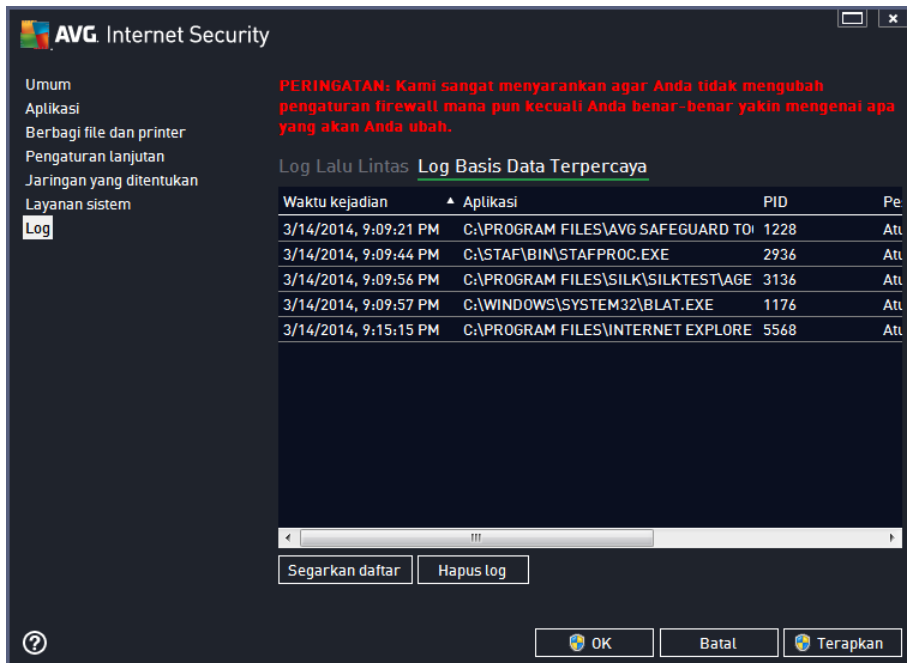 AVG. Internet Security
Umum
Aplikasi
Berbagi file dan printer
Pengaturan lanjutan
Jaringan yang ditentukan
Layanan sistem
Log
PERINGATAN: Kami sangat menyarankan agar Anda tidak mengubah
pengaturan firewall mana pun kecuali Anda benar-benar yakin mengenai apa
yang akan Anda ubah.
Log Lalu Lintas Log Basis Data Terpercaya
Waktu kejadian Aplikasi PID Pe
3/14/2014, 9:09:21 PM C:\PROGRAM FILES\AVG SAFEGUARD TO 1228 Atu
3/14/2014, 9:09:44 PM C:\STAF\BIN\STAFPROC.EXE 2936 Atu
3/14/2014, 9:09:56 PM C:\PROGRAM FILES\SILK\SILKTEST\AGE 3136 Atu
3/14/2014, 9:09:57 PM C:\WINDOWS\SYSTEM32\BLAT.EXE 1176 Atu
3/14/2014, 9:15:15 PM C:\PROGRAM FILES\INTERNET EXPLORE 5568 Atu
Segarkan daftar Hapus log
OK Batal Terapkan